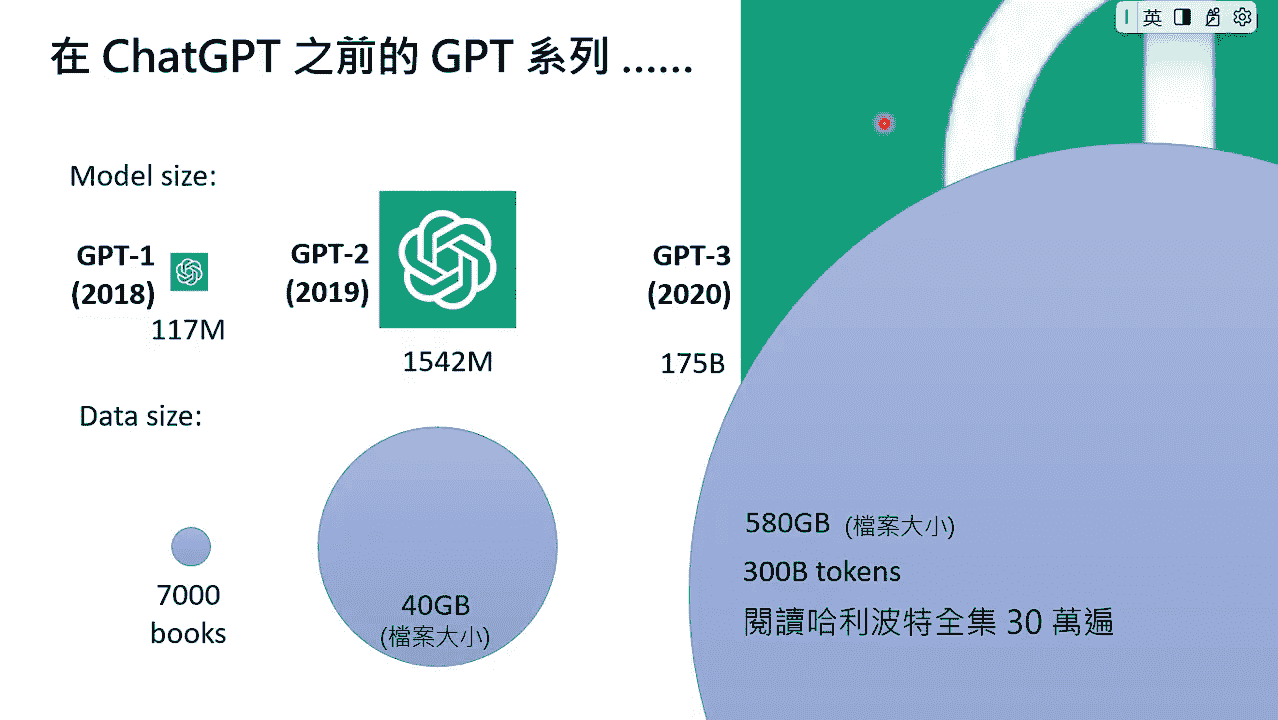 在 ChatGPT 之前的 GPT 系列 ……
英
Model size:
GPT-1
(2018)
117M
GPT-2
(2019)
1542M
GPT-3
(2020)
175B
Data size:
7000
books
40GB
(檔案大小)
580GB (檔案大小)
300B tokens
閱讀哈利波特全集 30 萬遍